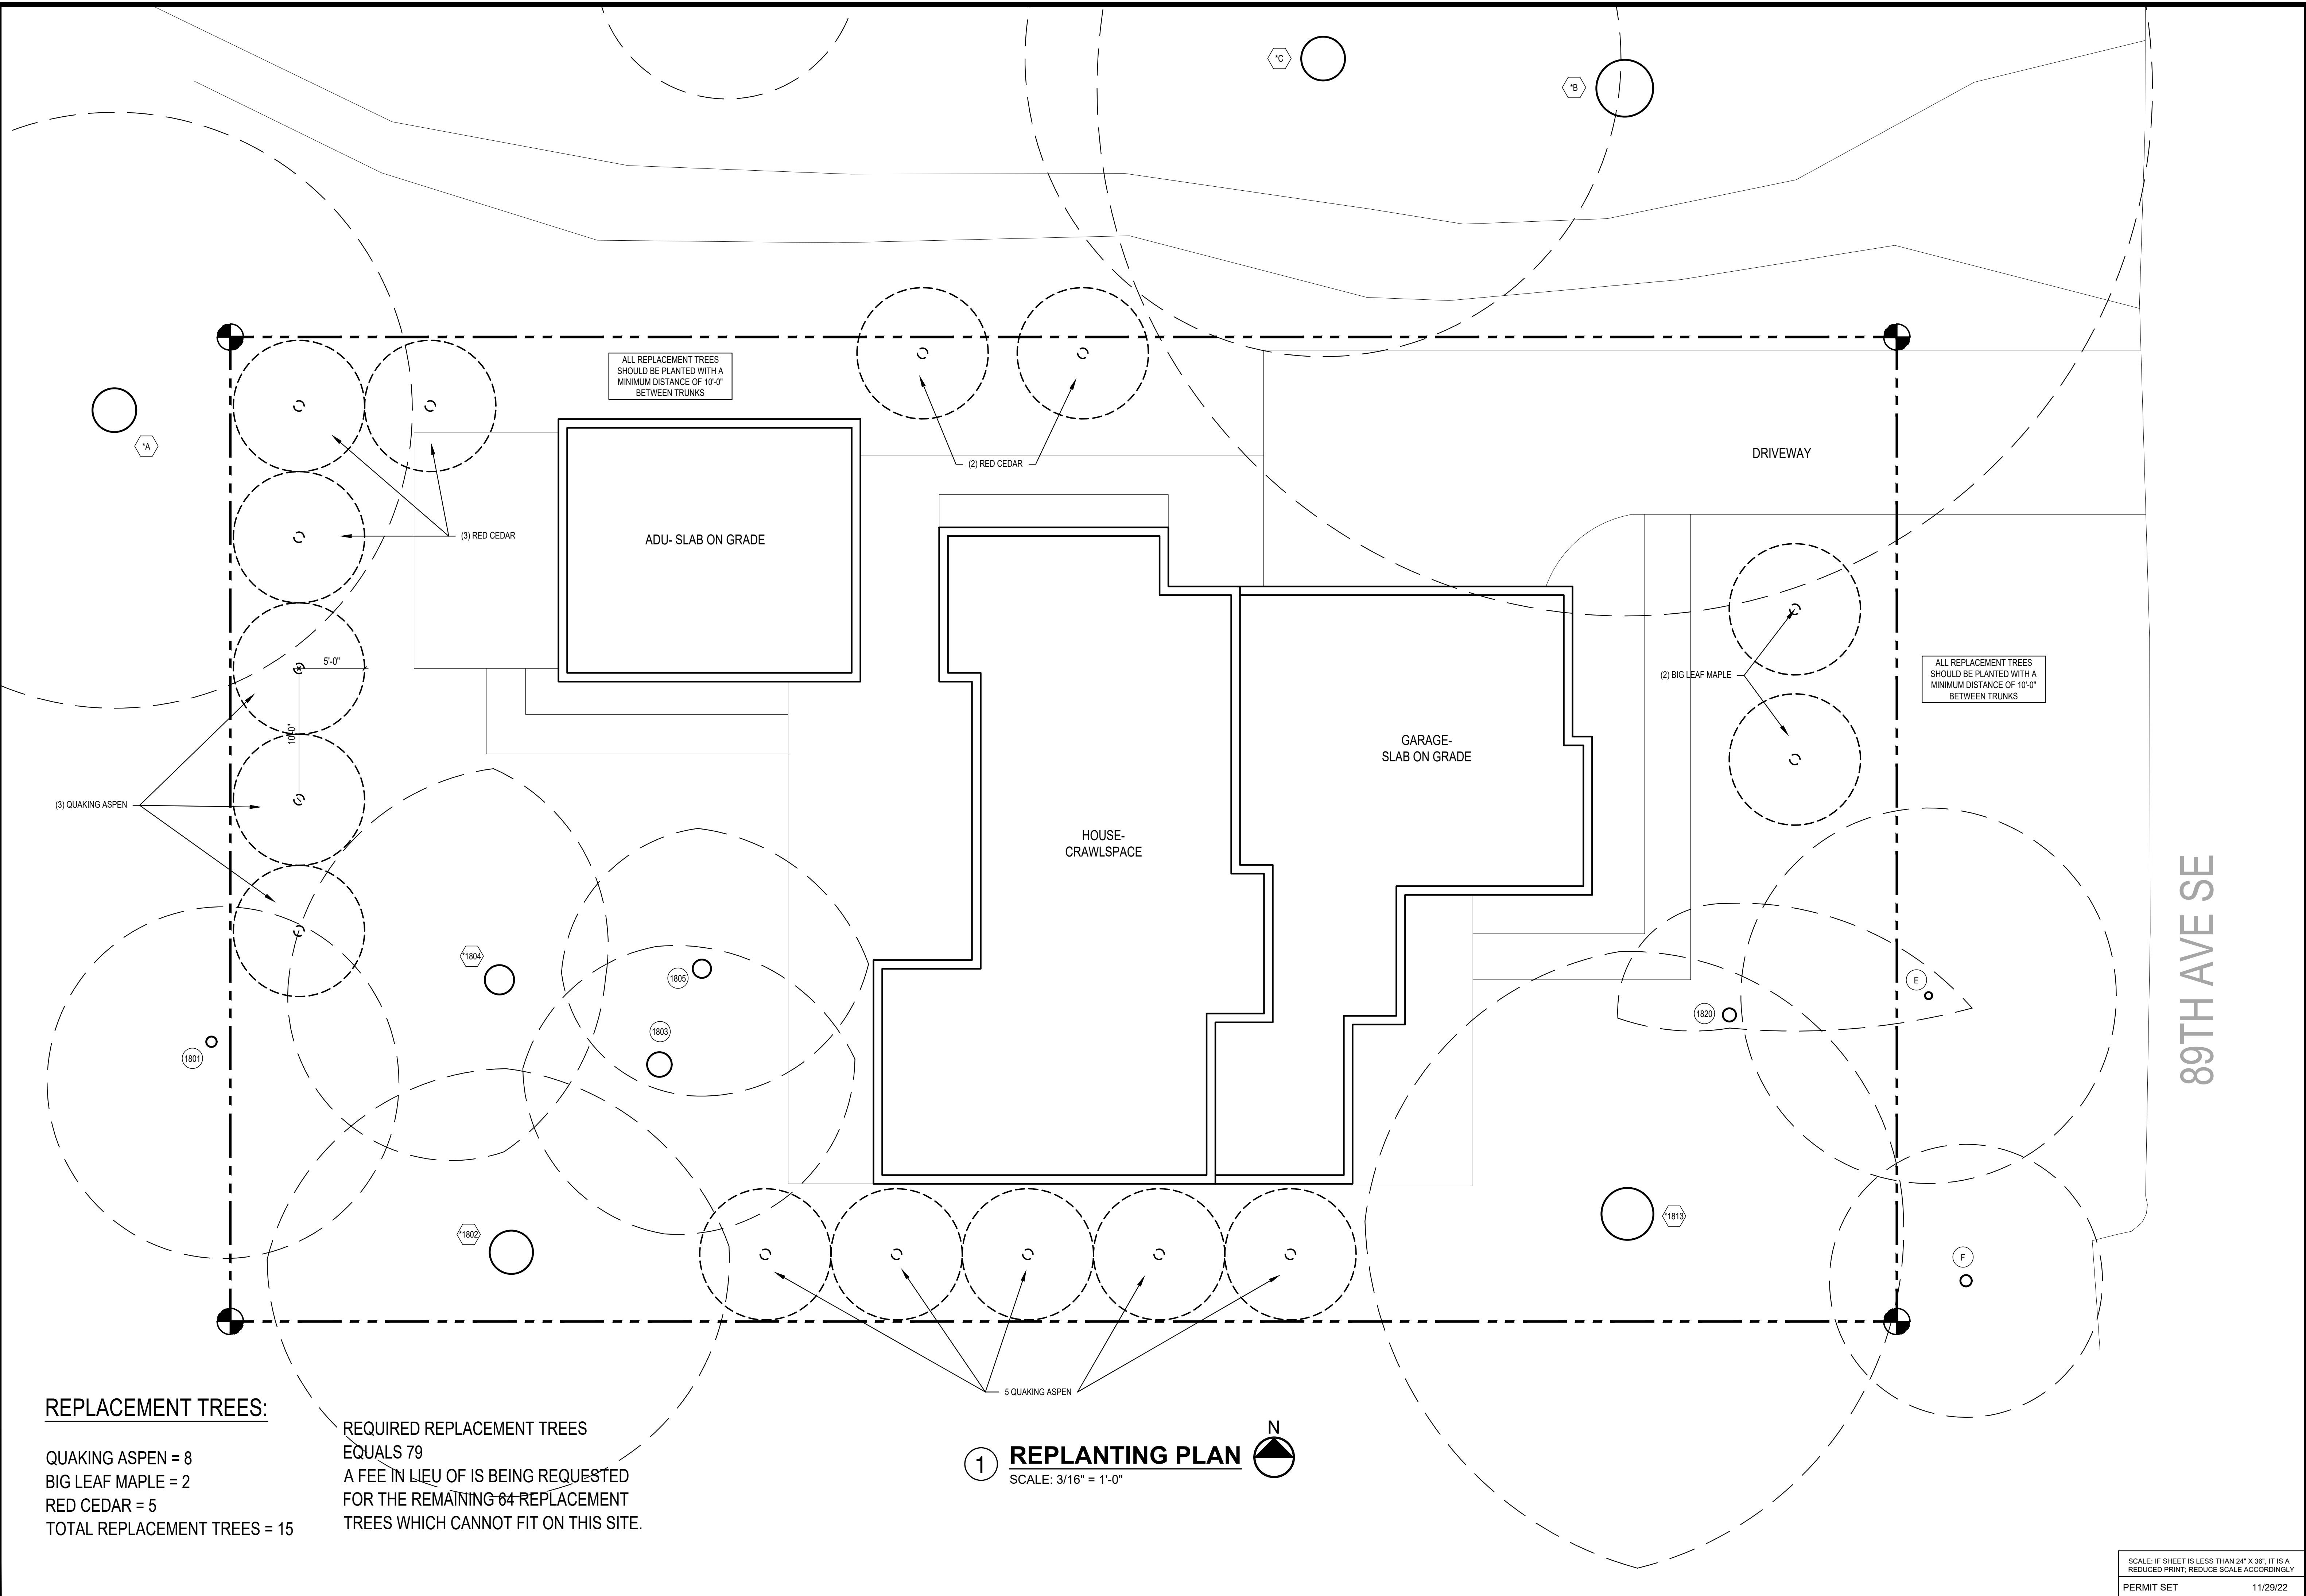 *C
*B
ALL REPLACEMENT TREES
SHOULD BE PLANTED WITH A
MINIMUM DISTANCE OF 10'-0"
BETWEEN TRUNKS
*A
(2) RED CEDAR
DRIVEWAY
(3) RED CEDAR
ADU- SLAB ON GRADE
5'-0"
10'-0"
(2) BIG LEAF MAPLE
ALL REPLACEMENT TREES
SHOULD BE PLANTED WITH A
MINIMUM DISTANCE OF 10'-0"
BETWEEN TRUNKS
GARAGE-
SLAB ON GRADE
(3) QUAKING ASPEN
HOUSE-
CRAWLSPACE
89TH AVE SE
*1804
1805
E
1820
1803
1801
*1802
*1813
F
5 QUAKING ASPEN
REPLACEMENT TREES:
QUAKING ASPEN = 8
BIG LEAF MAPLE = 2
RED CEDAR = 5
TOTAL REPLACEMENT TREES = 15
REQUIRED REPLACEMENT TREES
EQUALS 79
A FEE IN LIEU OF IS BEING REQUESTED
FOR THE REMAINING 64 REPLACEMENT
TREES WHICH CANNOT FIT ON THIS SITE.
1
REPLANTING PLAN
SCALE: 3/16" = 1'-0"
N
SCALE: IF SHEET IS LESS THAN 24" X 36", IT IS A
REDUCED PRINT; REDUCE SCALE ACCORDINGLY
PERMIT SET 11/29/22